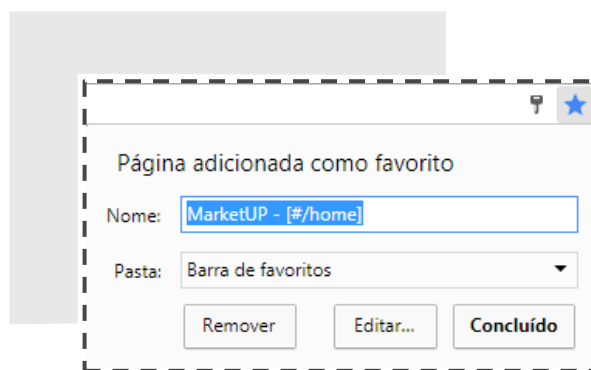 Página adicionada como favorito
Nome: MarketUP - [#/home]
Pasta: Barra de favoritos
Remover Editar... Concluído